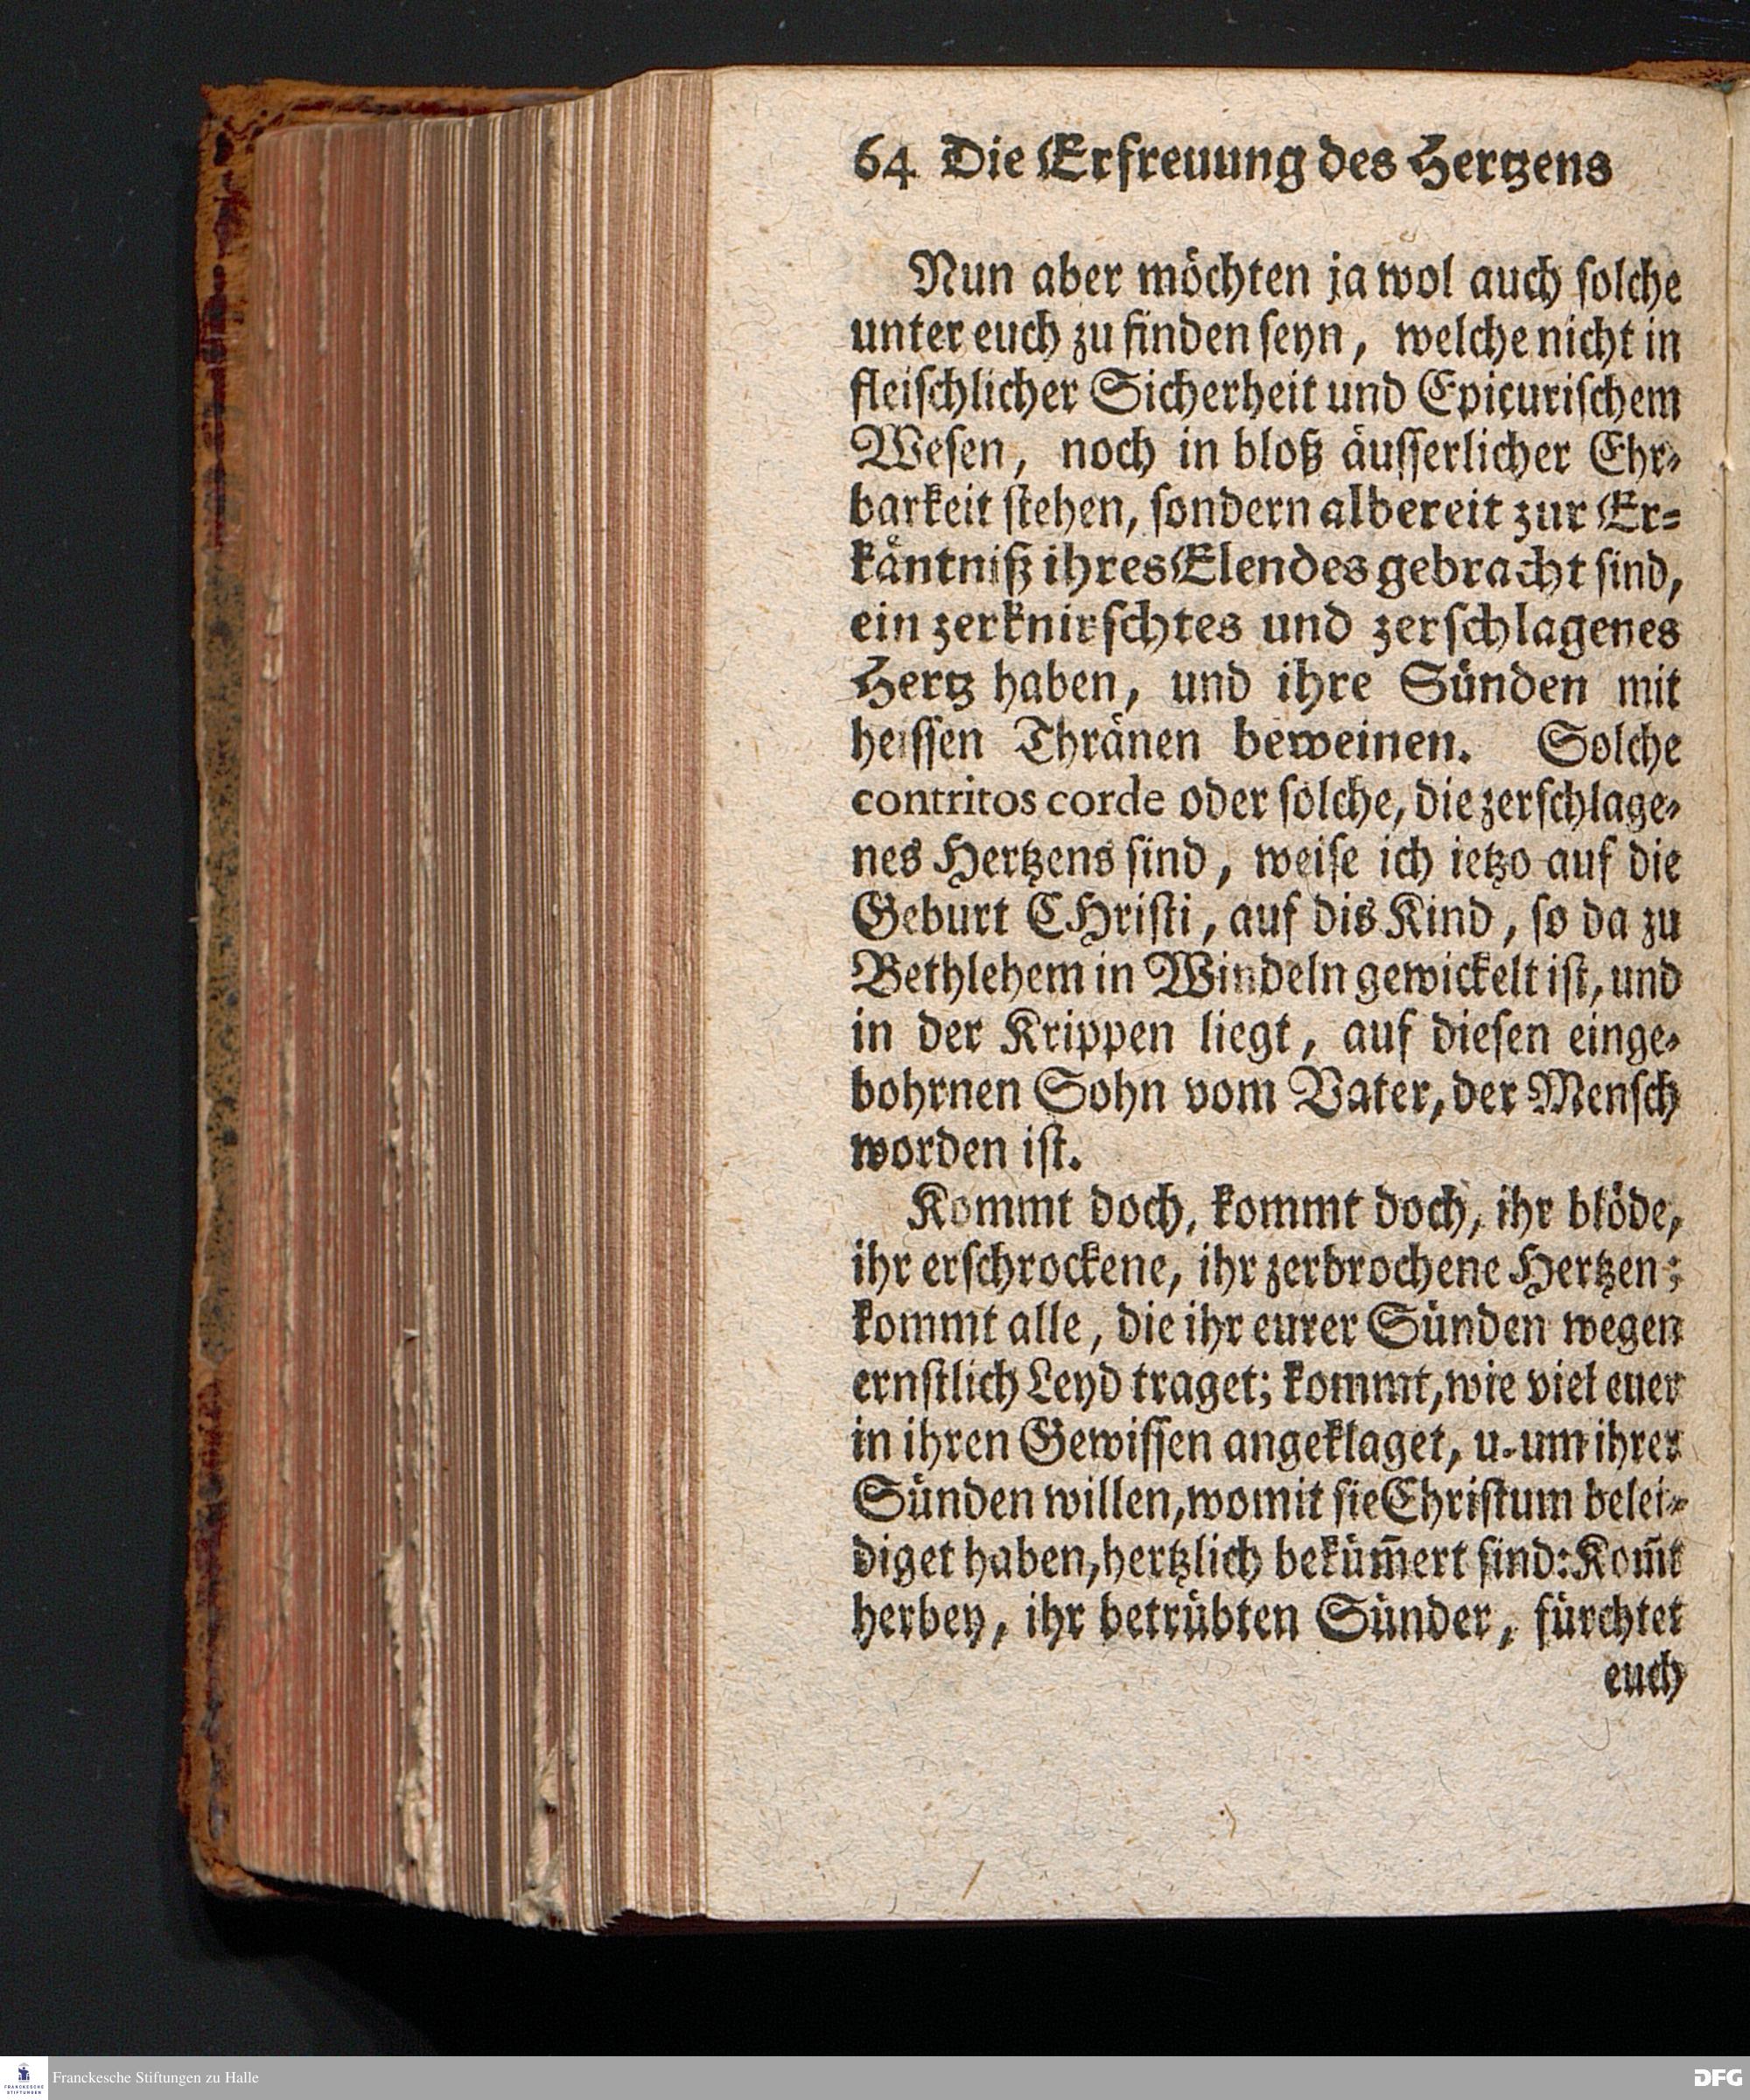 64 Die Erfreuung des Hertzens
Nun aber möchten ja wol auch solche
unter euch zu finden seyn, welche nicht in
fleischlicher Sicherheit und Epicurischem
Wesen, noch in bloß äusserlicher Ehr-
barkeit stehen, sondern albereit zur Er-
käntniß ihres Elendes gebracht sind,
ein zerknirschtes und zerschlagenes
Hertz haben, und ihre Sünden mit
heissen Thränen beweinen. Solche
contritos corde oder solche, die zerschlage-
nes Hertzens sind, weise ich ietzo auf die
Geburt CHristi, auf dis Kind, so da zu
Bethlehem in Windeln gewickelt ist, und
in der Krippen liegt, auf diesen einge-
bohrnen Sohn vom Vater, der Mensch
worden ist.
Kommt doch, kommt doch, ihr blöde,
ihr erschrockene, ihr zerbrochene Hertzen;
kommt alle, die ihr eurer Sünden wegen
ernstlich Leyd traget; kommt, wie viel euer
in ihren Gewissen angeklaget, u. um ihrer
Sünden willen, womit sie Christum belei-
diget haben, hertzlich beküm̄ert sind: Kom̄t
herbey, ihr betrübten Sünder, fürchtet
euch
FRANCKESCHE
STIFTUNGEN
Franckesche Stiftungen zu Halle
DFG